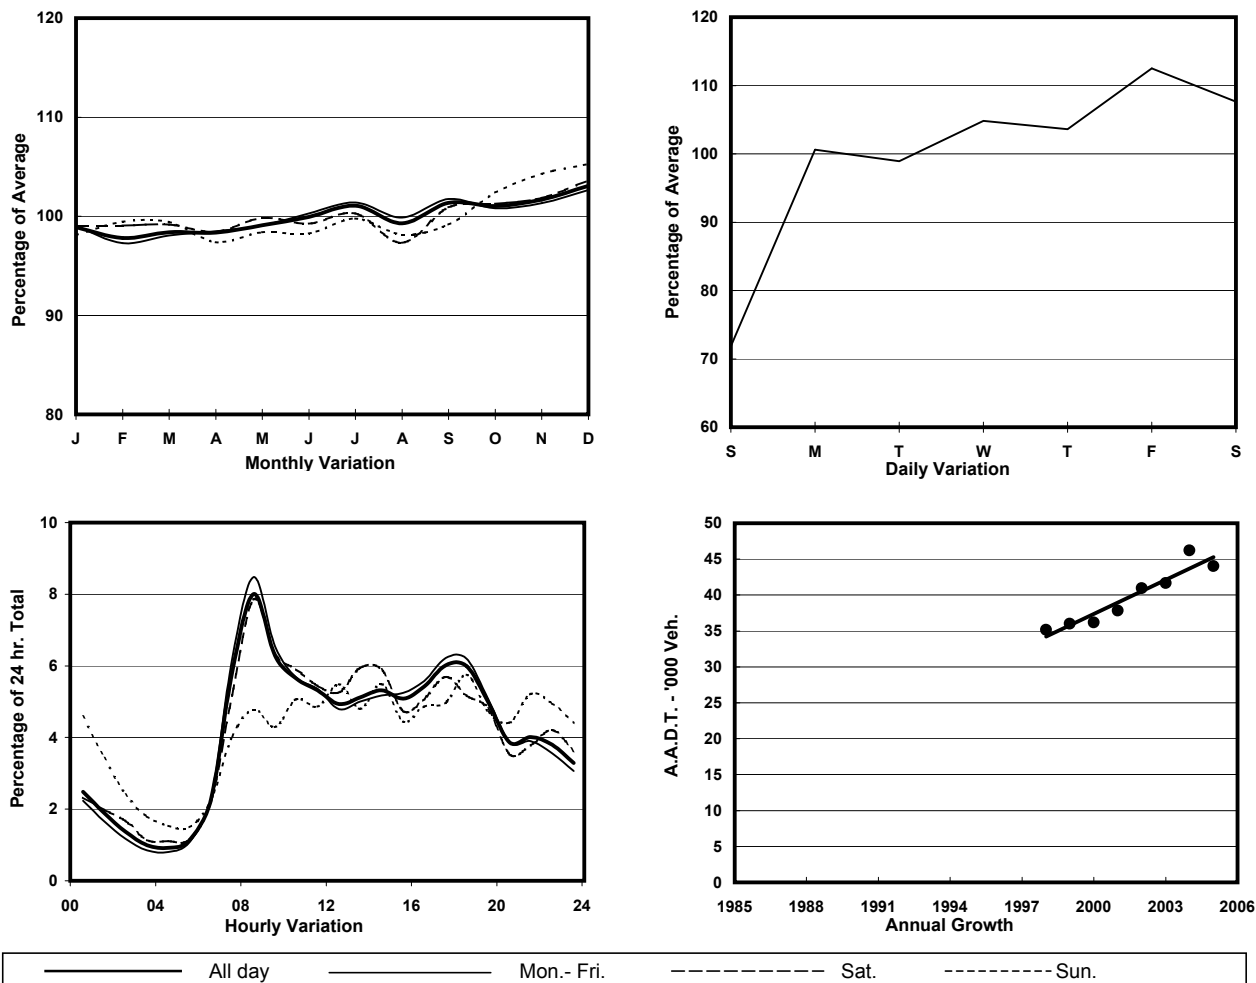 120
110
100
90
80
Percentage of Average
J F M A M J J A S O N D
Monthly Variation
120
110
100
90
80
70
60
Percentage of Average
S M T W T F S
Daily Variation
10
8
6
4
2
0
Percentage of 24 hr. Total
00 04 08 12 16 20 24
Hourly Variation
50
45
40
35
30
25
20
15
10
5
0
A.A.D.T. - '000 Veh.
1985 1988 1991 1994 1997 2000 2003 2006
Annual Growth
All day Mon.- Fri. Sat. Sun.